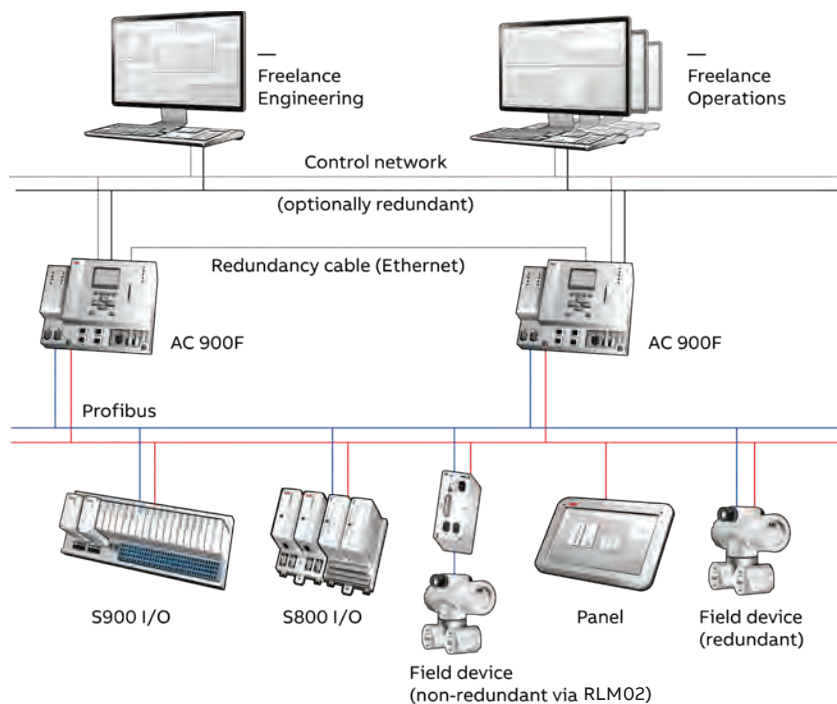 —
Freelance
Engineering
—
Freelance
Operations
Control network
(optionally redundant)
Redundancy cable (Ethernet)
AC 900F
AC 900F
Profibus
S900 I/O
S800 I/O
Field device
(non-redundant via RLM02)
Panel
Field device
(redundant)